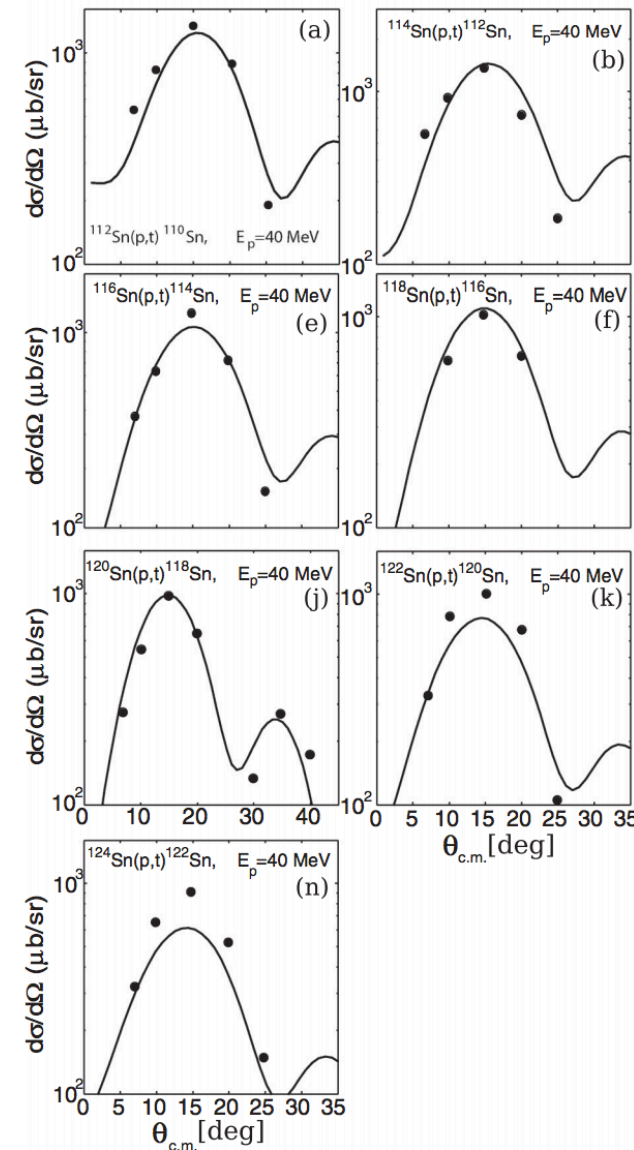 (a)
10³
dσ/dΩ (μb/sr)
¹¹²Sn(p,t) ¹¹⁰Sn, E_p=40 MeV
10²
¹¹⁴Sn(p,t)¹¹²Sn, E_p=40 MeV
(b)
10³
10²
¹¹⁶Sn(p,t)¹¹⁴Sn, E_p=40 MeV
(e)
10³
dσ/dΩ (μb/sr)
10²
¹¹⁸Sn(p,t)¹¹⁶Sn, E_p=40 MeV
(f)
10³
10²
¹²⁰Sn(p,t)¹¹⁸Sn, E_p=40 MeV
(j)
10³
dσ/dΩ (μb/sr)
10²
10 20 30 40
¹²²Sn(p,t)¹²⁰Sn, E_p=40 MeV
(k)
10³
10²
0 5 10 15 20 25 30 35
θc.m.[deg]
¹²⁴Sn(p,t)¹²²Sn, E_p=40 MeV
(n)
10³
dσ/dΩ (μb/sr)
10²
0 5 10 15 20 25 30 35
θc.m.[deg]